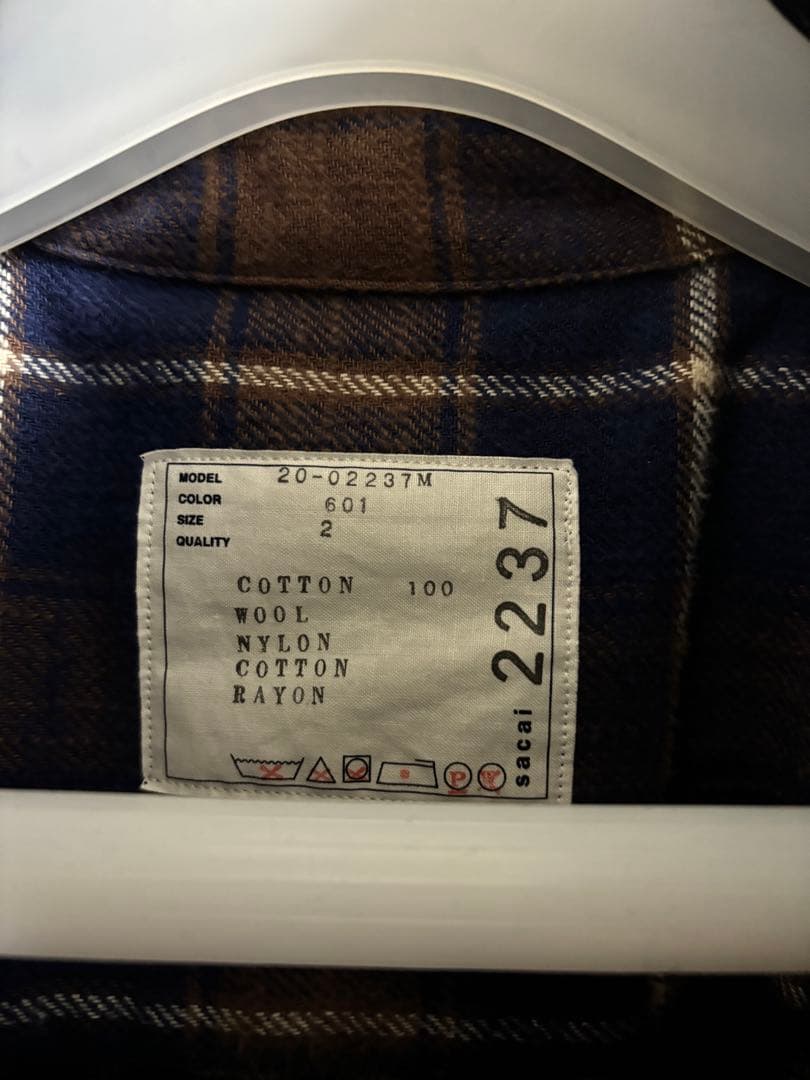 MODEL 20-02237M
COLOR 601
SIZE 2
QUALITY
COTTON 100
WOOL
NYLON
COTTON
RAYON
sacai 2237
P